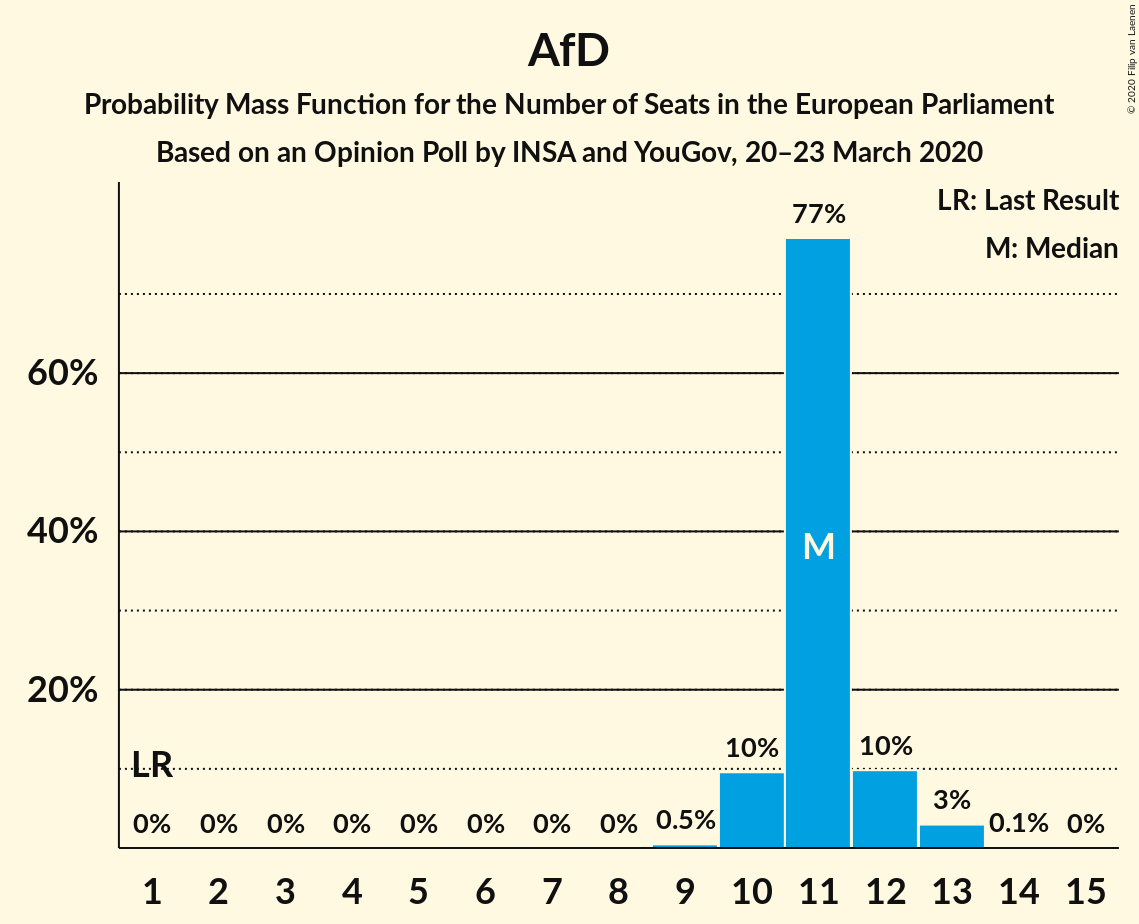 AfD
Probability Mass Function for the Number of Seats in the European Parliament
Based on an Opinion Poll by INSA and YouGov, 20–23 March 2020
© 2020 Filip van Laenen
LR: Last Result
M: Median
77%
60%
40%
M
20%
LR
10%
10%
0% 0% 0% 0% 0% 0% 0% 0% 0.5% 3% 0.1% 0%
1 2 3 4 5 6 7 8 9 10 11 12 13 14 15